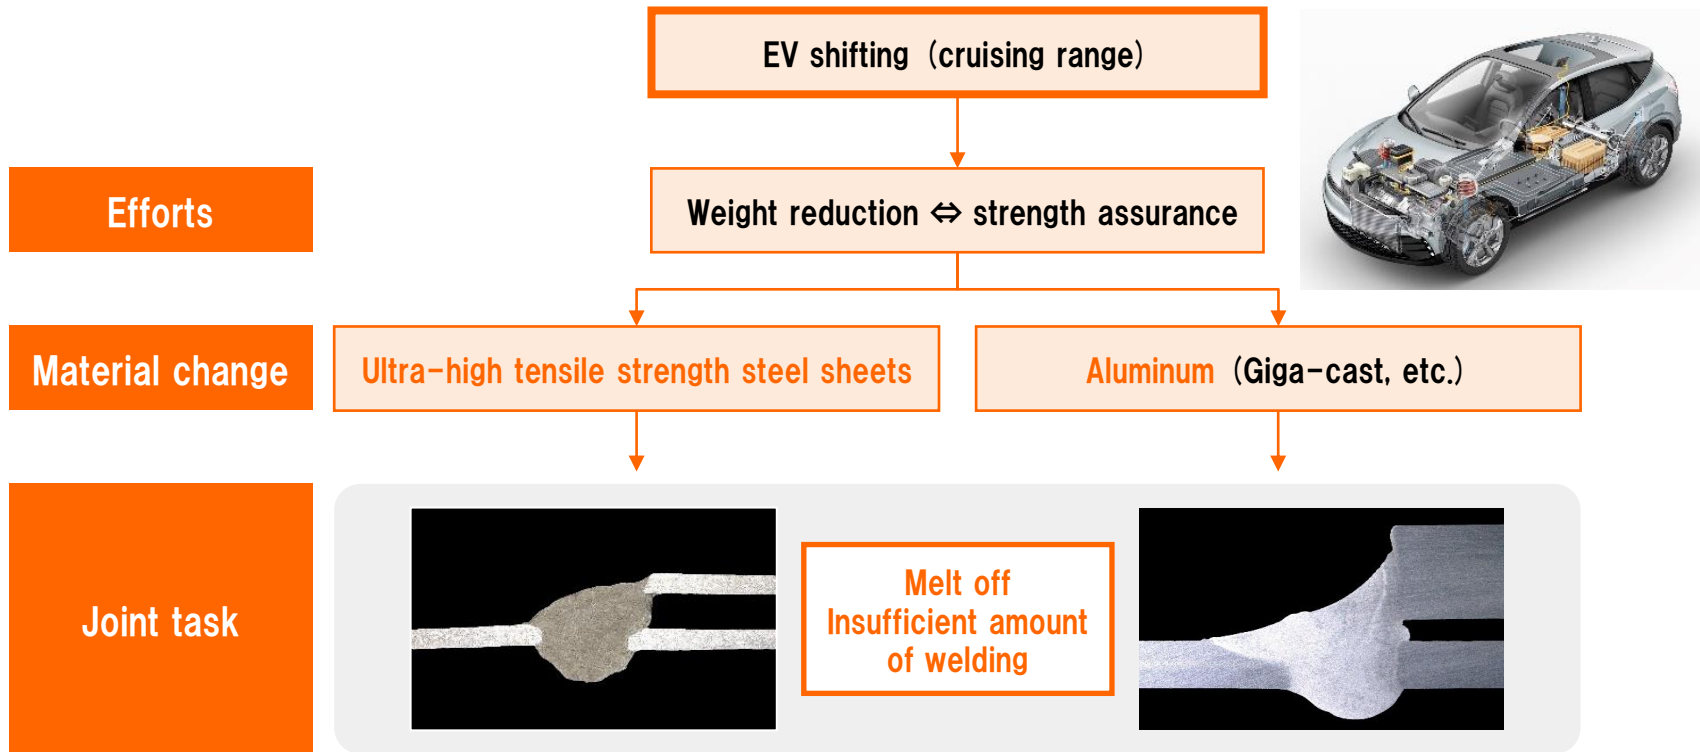 EV shifting (cruising range)
Efforts
Weight reduction ⇔ strength assurance
Material change
Ultra-high tensile strength steel sheets
Aluminum (Giga-cast, etc.)
Joint task
Melt off
Insufficient amount
of welding